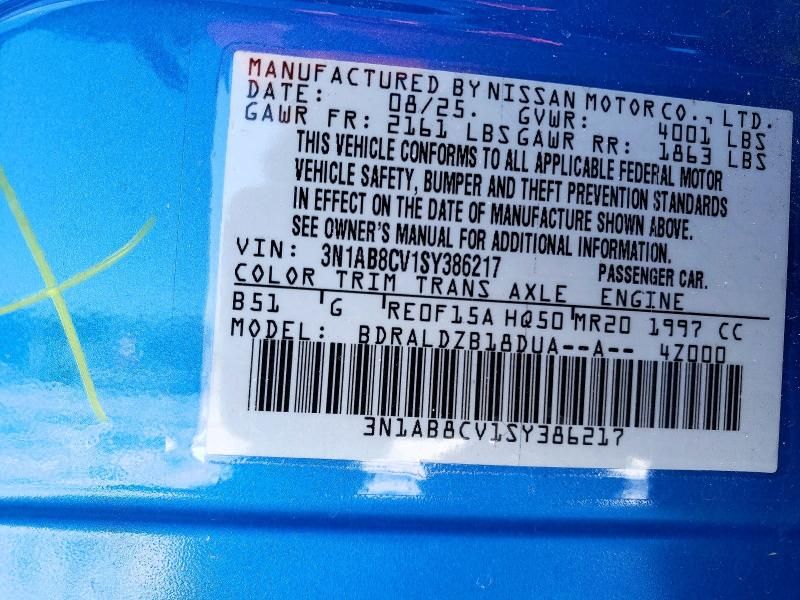 MANUFACTURED BY NISSAN MOTOR CO., LTD.
DATE: 08/25. GVWR: 4001 LBS
GAWR FR: 2161 LBS GAWR RR: 1863 LBS
THIS VEHICLE CONFORMS TO ALL APPLICABLE FEDERAL MOTOR
VEHICLE SAFETY, BUMPER AND THEFT PREVENTION STANDARDS
IN EFFECT ON THE DATE OF MANUFACTURE SHOWN ABOVE.
SEE OWNER'S MANUAL FOR ADDITIONAL INFORMATION.
VIN: 3N1AB8CV1SY386217 PASSENGER CAR.
COLOR TRIM TRANS AXLE ENGINE
B51 G RE0F15A HQ50 MR20 1997 CC
MODEL: BDRALDZB18DUA--A-- 4Z000
3N1AB8CV1SY386217